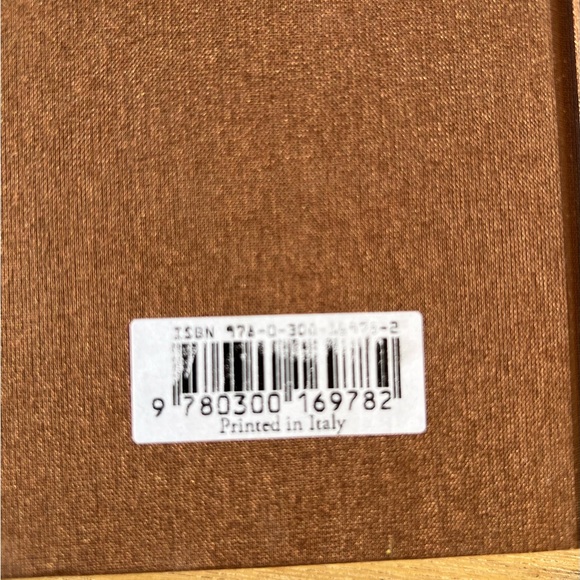 ISBN 978-0-300-16978-2
9 780300 169782
Printed in Italy